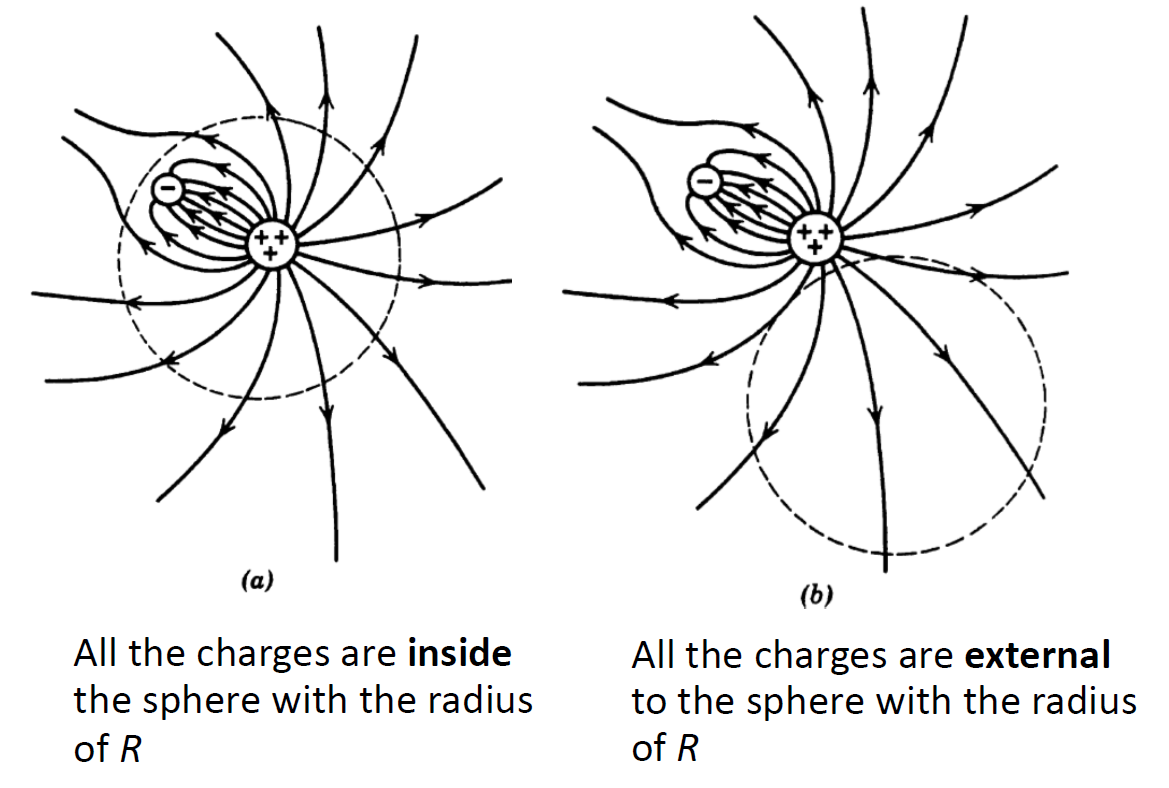 −
+ +
+
−
+ +
+
(a)
(b)
All the charges are inside
the sphere with the radius
of R
All the charges are external
to the sphere with the radius
of R